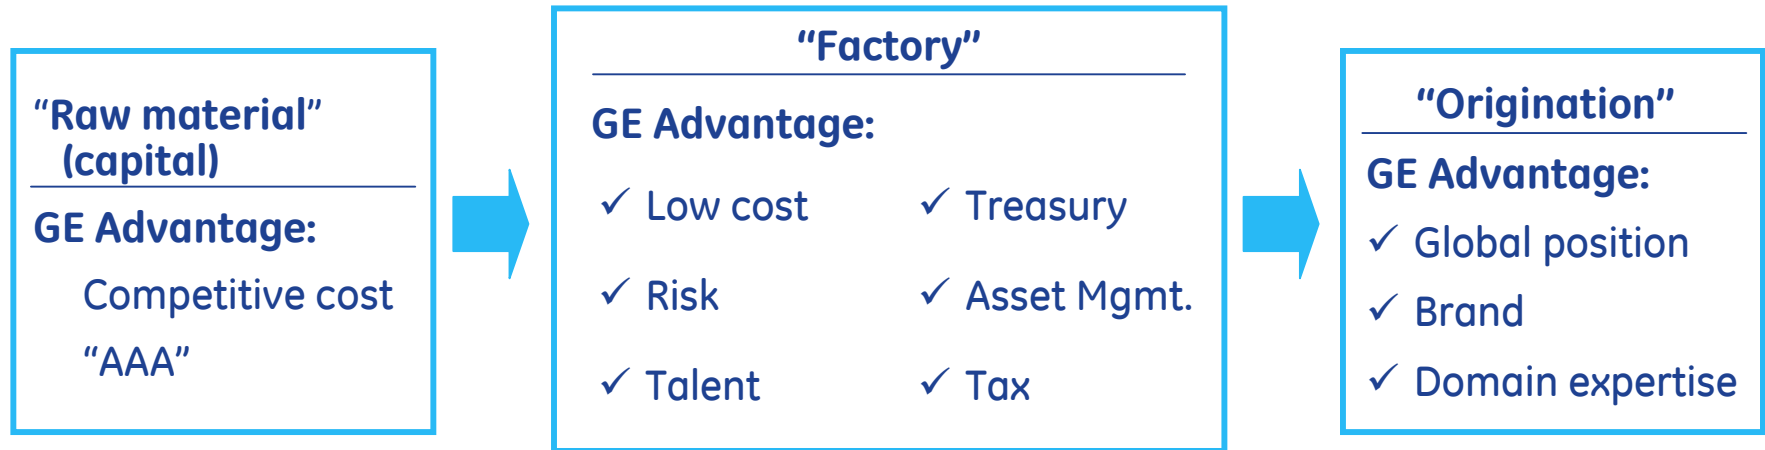 “Raw material”
(capital)
GE Advantage:
Competitive cost
“AAA”
“Factory”
GE Advantage:
✓ Low cost
✓ Treasury
✓ Risk
✓ Asset Mgmt.
✓ Talent
✓ Tax
“Origination”
GE Advantage:
✓ Global position
✓ Brand
✓ Domain expertise